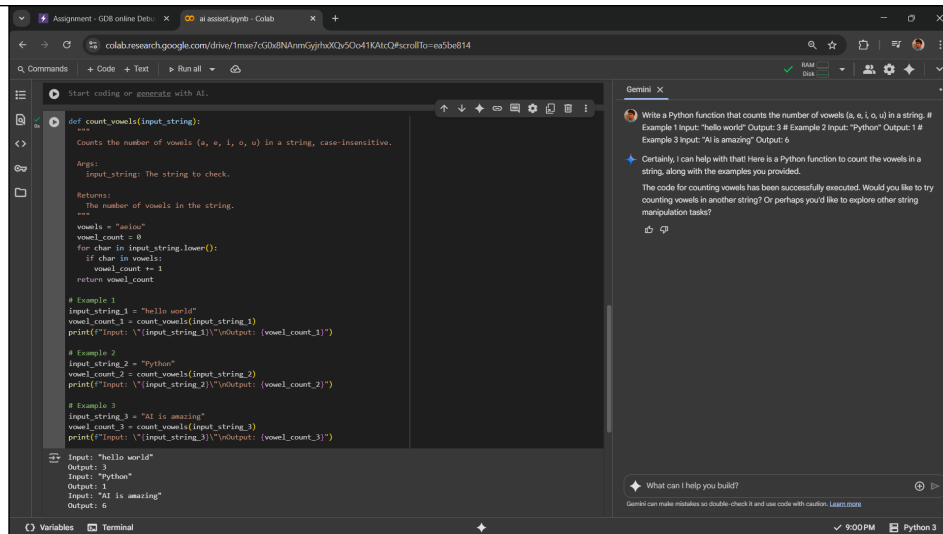 Assignment - GDB online Debu
ai assiset.ipynb - Colab
colab.research.google.com/drive/1mxe7cG0x8NAnmGyjrhxXQv5Oo41KAtcQ#scrollTo=ea5be814
Commands + Code + Text Run all
RAM
Disk
Start coding or generate with AI.
0s
def count_vowels(input_string):
"""
Counts the number of vowels (a, e, i, o, u) in a string, case-insensitive.
Args:
input_string: The string to check.
Returns:
The number of vowels in the string.
"""
vowels = "aeiou"
vowel_count = 0
for char in input_string.lower():
if char in vowels:
vowel_count += 1
return vowel_count
# Example 1
input_string_1 = "hello world"
vowel_count_1 = count_vowels(input_string_1)
print(f"Input: \"{input_string_1}\"\nOutput: {vowel_count_1}")
# Example 2
input_string_2 = "Python"
vowel_count_2 = count_vowels(input_string_2)
print(f"Input: \"{input_string_2}\"\nOutput: {vowel_count_2}")
# Example 3
input_string_3 = "AI is amazing"
vowel_count_3 = count_vowels(input_string_3)
print(f"Input: \"{input_string_3}\"\nOutput: {vowel_count_3}")
Input: "hello world"
Output: 3
Input: "Python"
Output: 1
Input: "AI is amazing"
Output: 6
Gemini
Write a Python function that counts the number of vowels (a, e, i, o, u) in a string. #
Example 1 Input: "hello world" Output: 3 # Example 2 Input: "Python" Output: 1 #
Example 3 Input: "AI is amazing" Output: 6
Certainly, I can help with that! Here is a Python function to count the vowels in a
string, along with the examples you provided.
The code for counting vowels has been successfully executed. Would you like to try
counting vowels in another string? Or perhaps you'd like to explore other string
manipulation tasks?
What can I help you build?
Gemini can make mistakes so double-check it and use code with caution. Learn more
Variables Terminal
9:00 PM Python 3